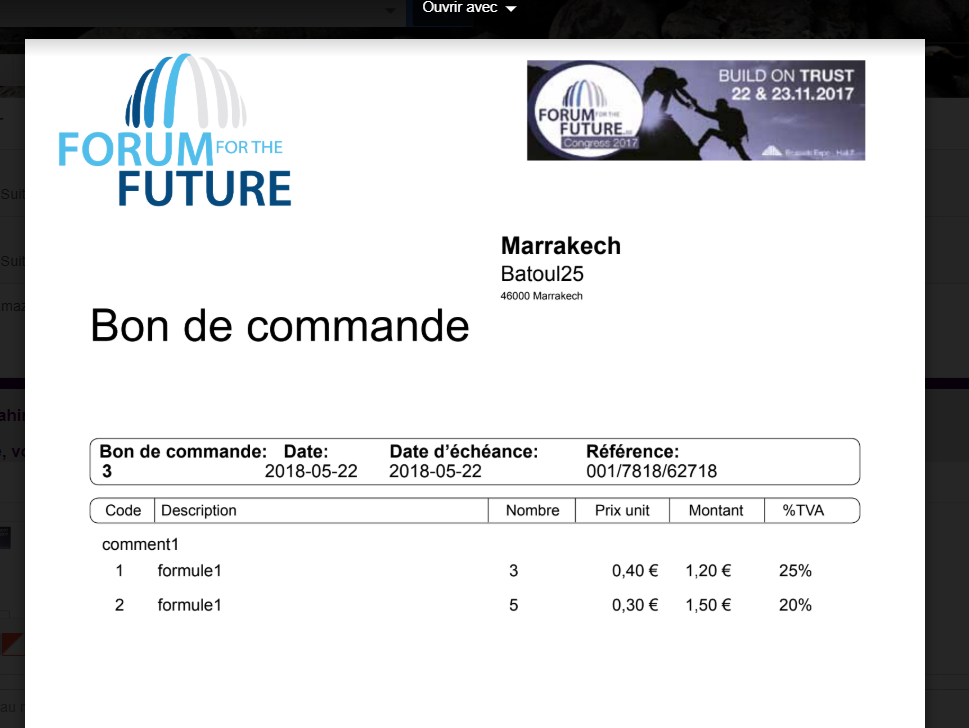 Ouvrir avec
FORUM FOR THE
FUTURE
BUILD ON TRUST
22 & 23.11.2017
FORUM FOR THE
FUTURE
Congress 2017
Marrakech
Batoul25
46000 Marrakech
Bon de commande
Bon de commande: Date: Date d'échéance: Référence:
3 2018-05-22 2018-05-22 001/7818/62718
Code Description Nombre Prix unit Montant %TVA
comment1
1 formule1 3 0,40 € 1,20 € 25%
2 formule1 5 0,30 € 1,50 € 20%